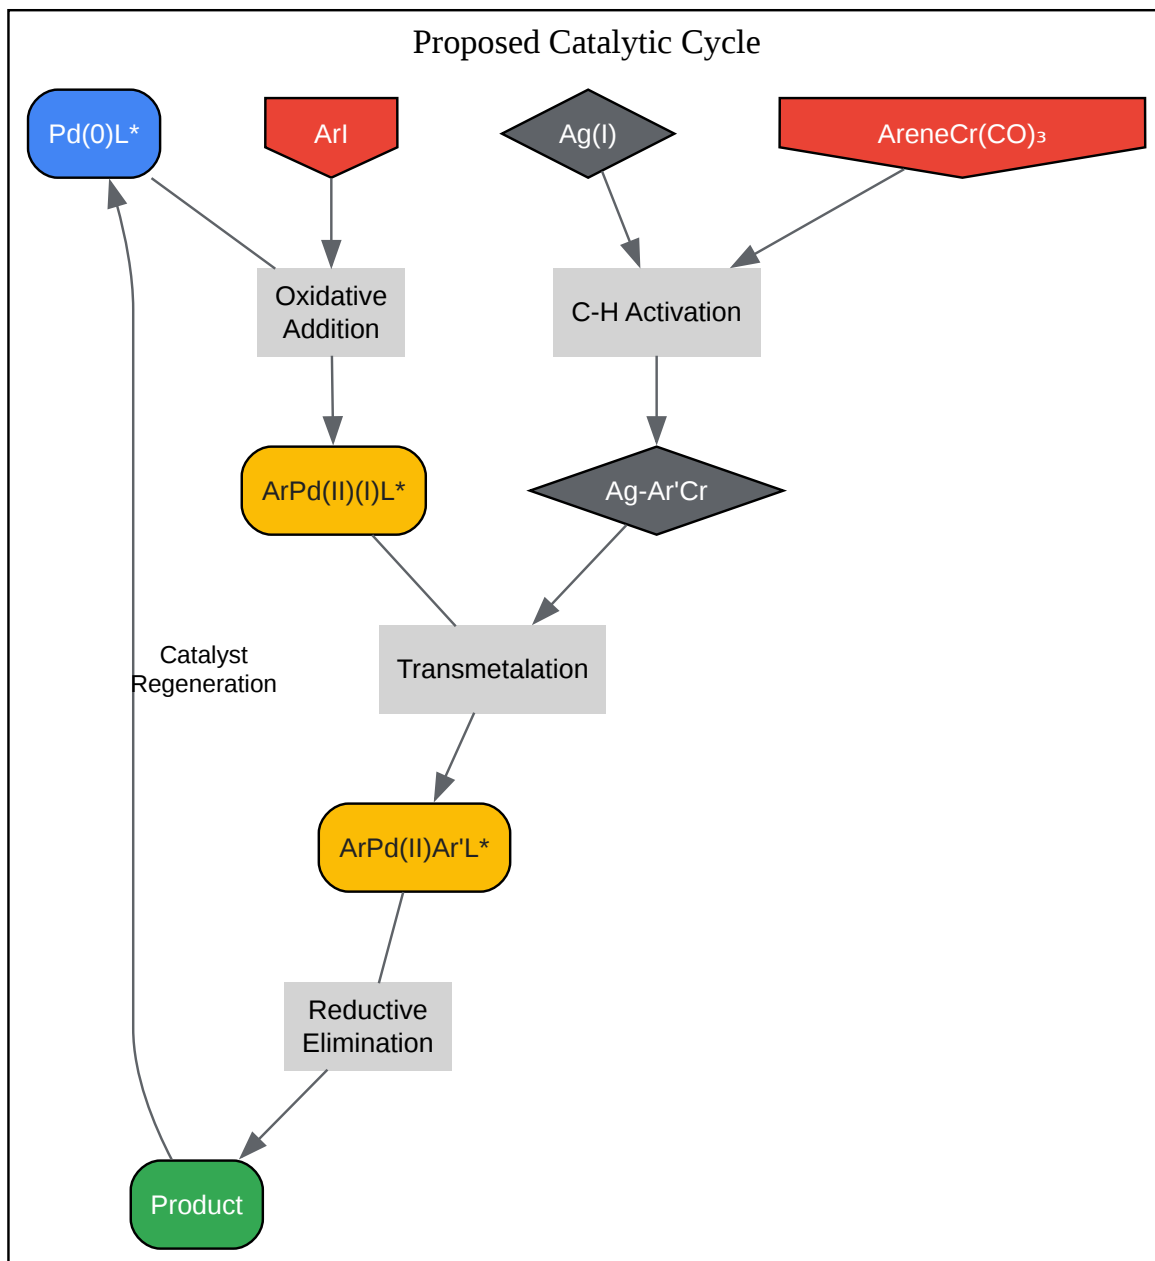 Proposed Catalytic Cycle
Pd(0)L*
ArI
Ag(I)
AreneCr(CO)₃
Oxidative
Addition
C-H Activation
ArPd(II)(I)L*
Ag-Ar'Cr
Catalyst
Regeneration
Transmetalation
ArPd(II)Ar'L*
Reductive
Elimination
Product